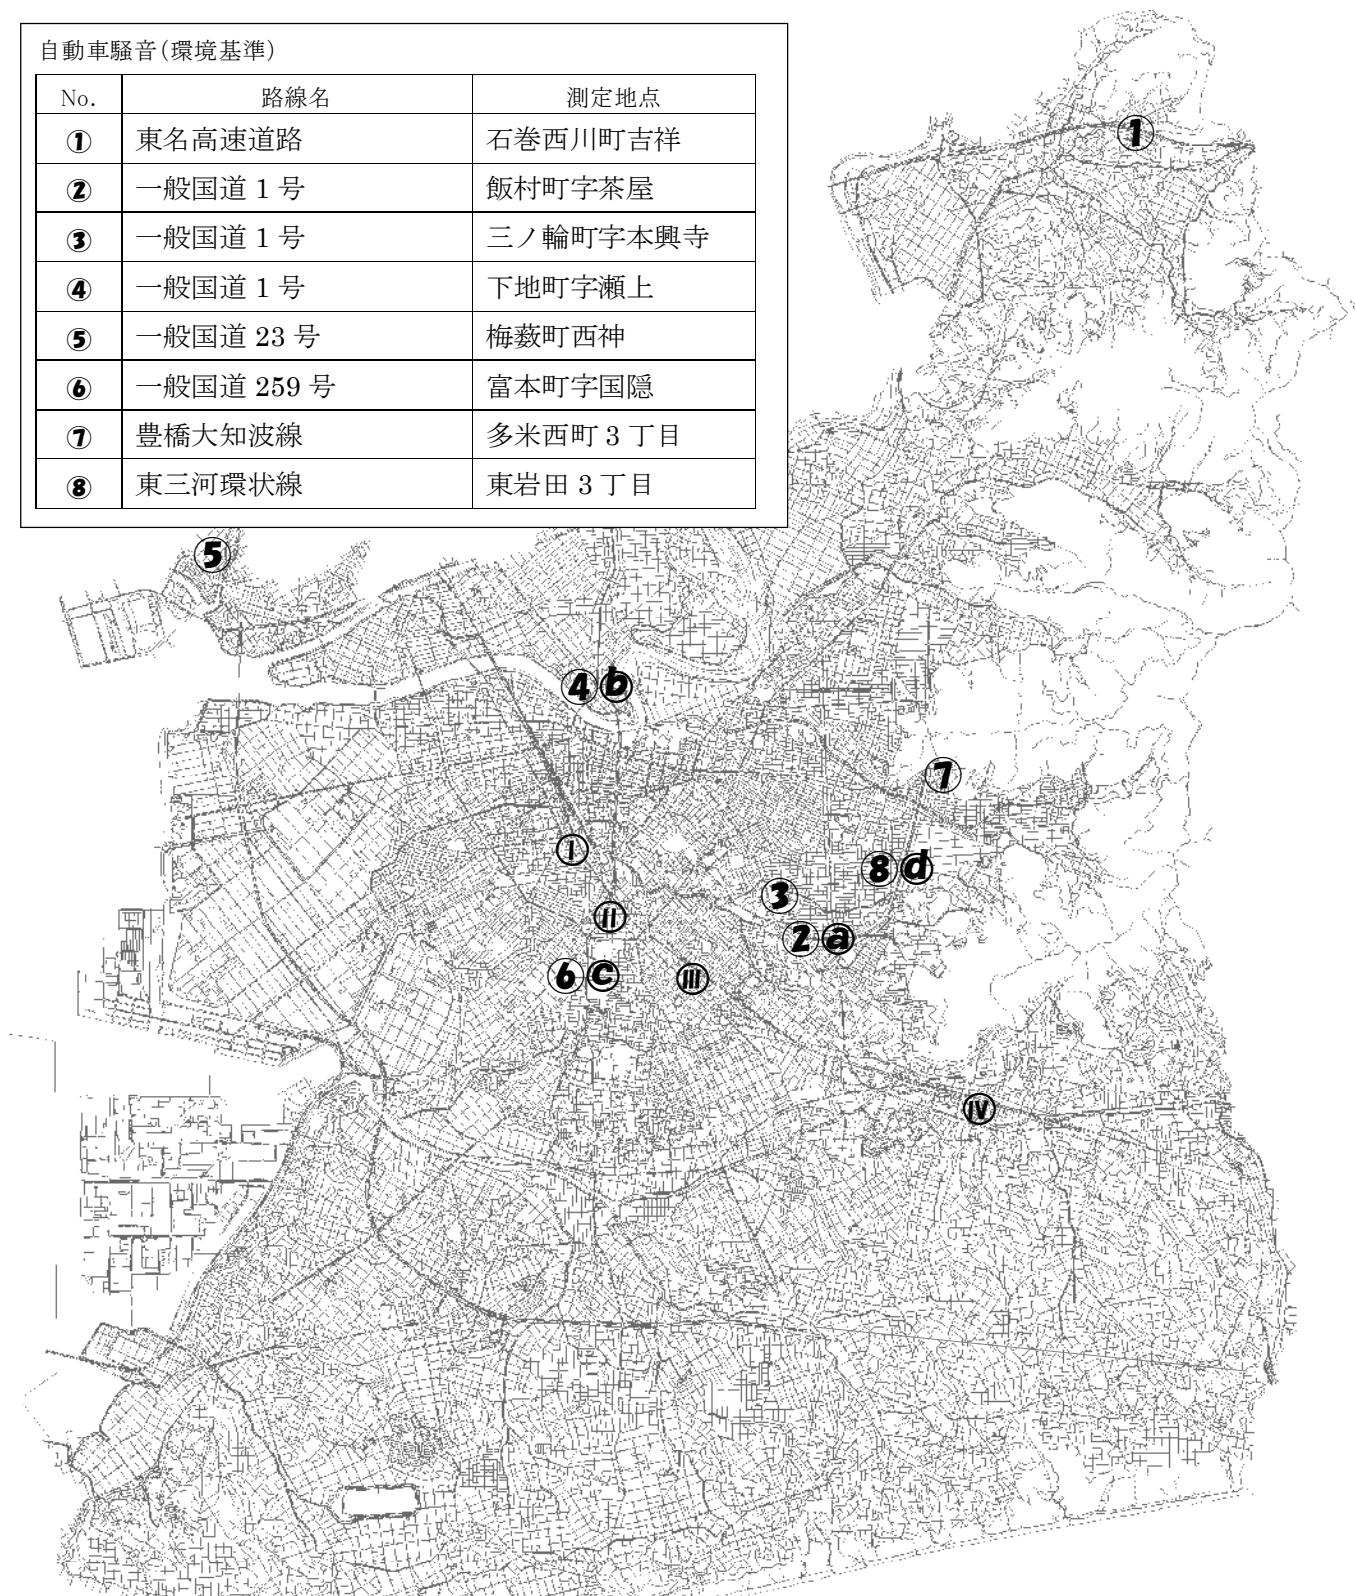 自動車騒音(環境基準)
No. 路線名 測定地点
① 東名高速道路 石巻西川町吉祥
② 一般国道 1 号 飯村町字茶屋
③ 一般国道 1 号 三ノ輪町字本興寺
④ 一般国道 1 号 下地町字瀬上
⑤ 一般国道 23 号 梅薮町西神
⑥ 一般国道 259 号 富本町字国隠
⑦ 豊橋大知波線 多米西町 3 丁目
⑧ 東三河環状線 東岩田 3 丁目
①
⑤
④ ⓑ
⑦
Ⅰ
⑧ ⓓ
③
Ⅱ
② ⓐ
⑥ ⓒ
Ⅲ
Ⅳ